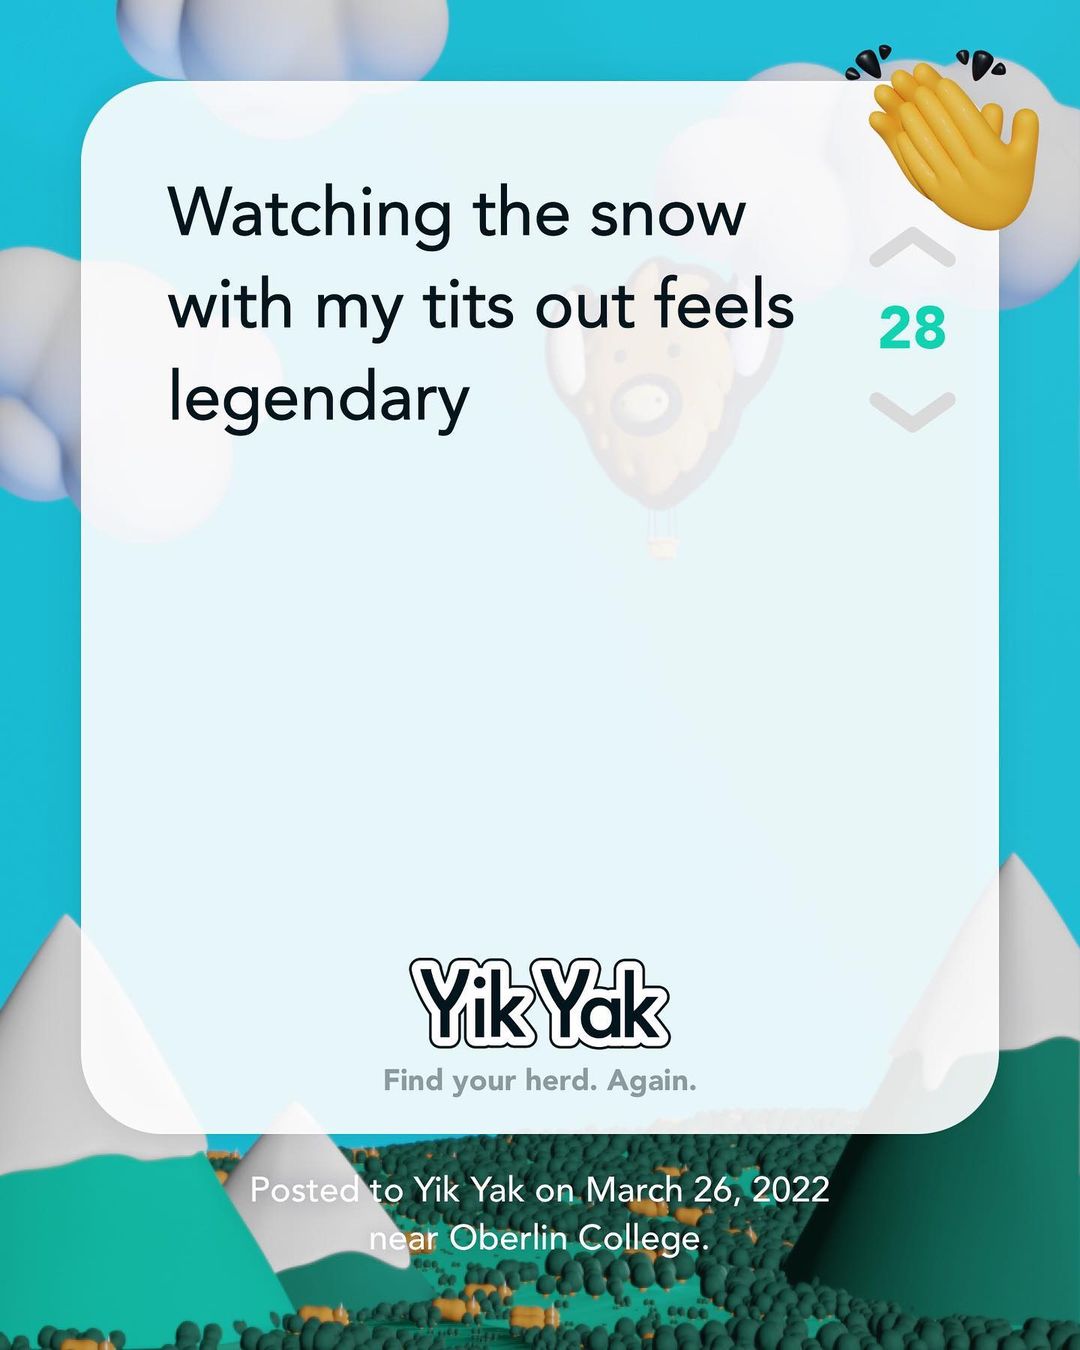 Watching the snow
with my tits out feels
legendary
28
Yik Yak
Find your herd. Again.
Posted to Yik Yak on March 26, 2022
near Oberlin College.